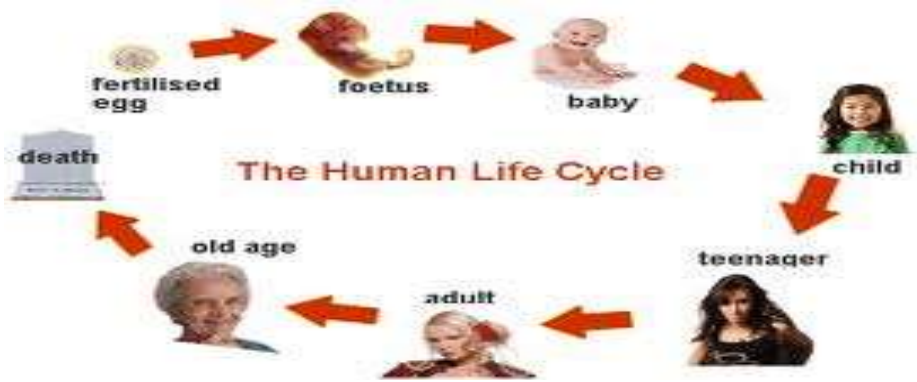 fertilised
egg
foetus
baby
child
teenager
adult
old age
death
The Human Life Cycle